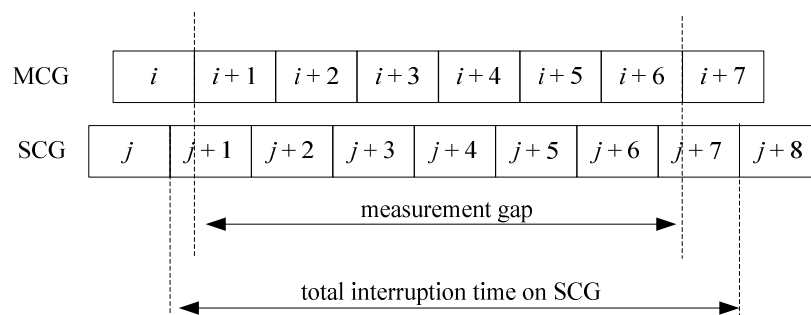 MCG i i + 1 i + 2 i + 3 i + 4 i + 5 i + 6 i + 7
SCG j j + 1 j + 2 j + 3 j + 4 j + 5 j + 6 j + 7 j + 8
measurement gap
total interruption time on SCG